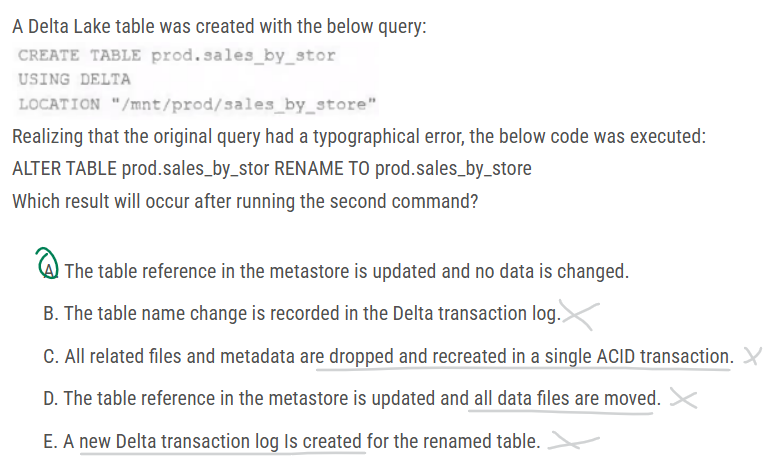 A Delta Lake table was created with the below query:
CREATE TABLE prod.sales_by_stor
USING DELTA
LOCATION "/mnt/prod/sales_by_store"
Realizing that the original query had a typographical error, the below code was executed:
ALTER TABLE prod.sales_by_stor RENAME TO prod.sales_by_store
Which result will occur after running the second command?
A. The table reference in the metastore is updated and no data is changed.
B. The table name change is recorded in the Delta transaction log.
C. All related files and metadata are dropped and recreated in a single ACID transaction.
D. The table reference in the metastore is updated and all data files are moved.
E. A new Delta transaction log Is created for the renamed table.